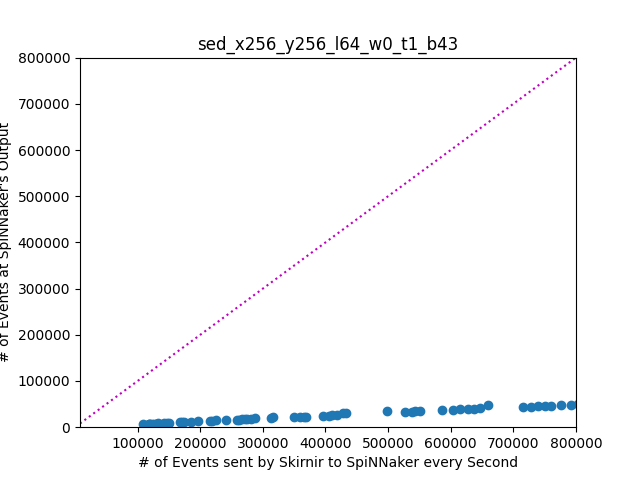 sed_x256_y256_l64_w0_t1_b43
# of Events at SpiNNaker's Output
800000
700000
600000
500000
400000
300000
200000
100000
0
100000 200000 300000 400000 500000 600000 700000 800000
# of Events sent by Skirnir to SpiNNaker every Second